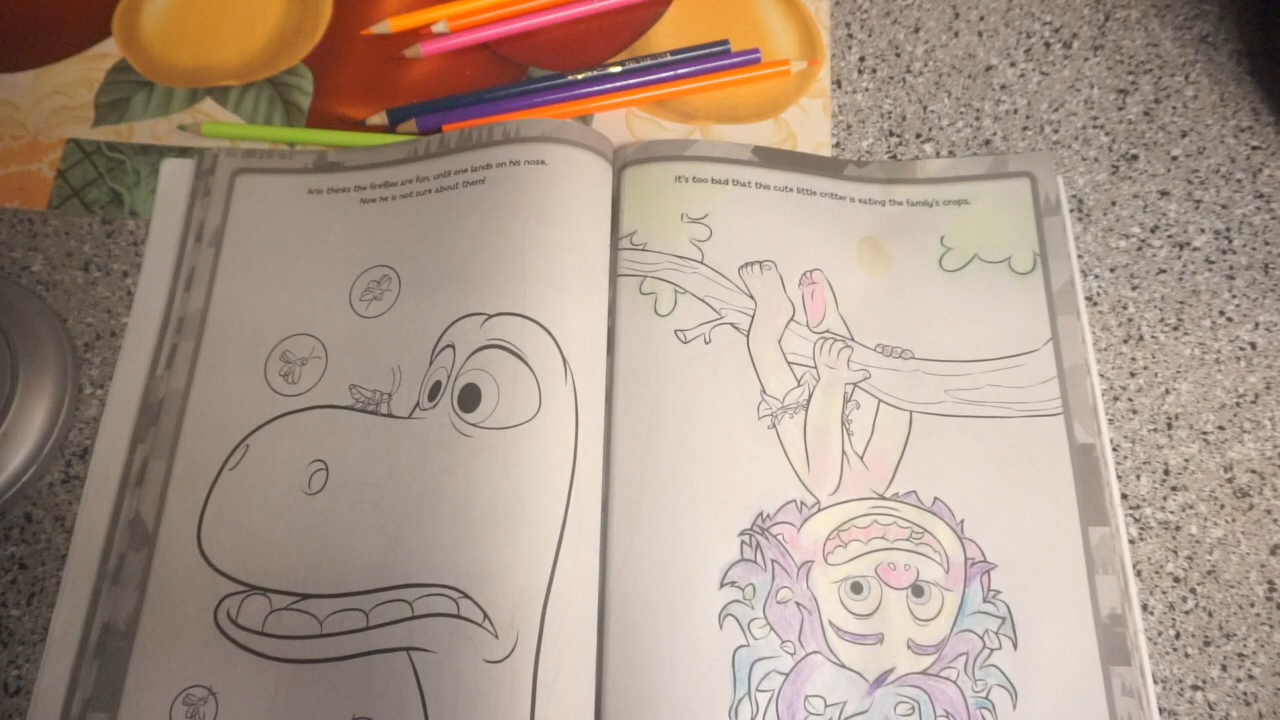 Arlo thinks the fireflies are fun, until one lands on his nose,
Now he is not sure about them!
It's too bad that this cute little critter is eating the family's crops.